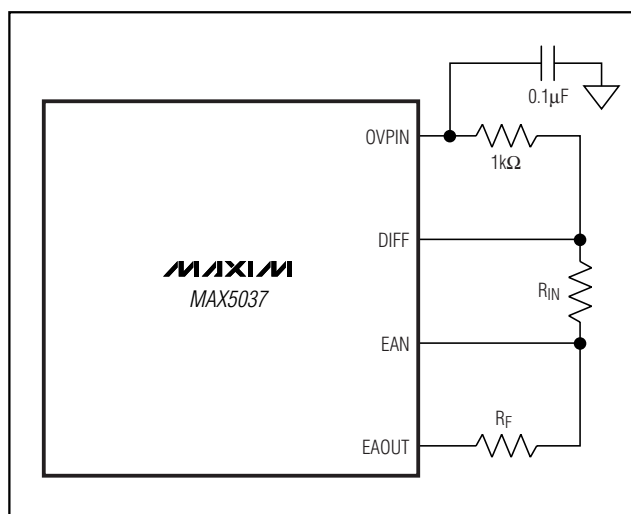 0.1µF
OVPIN
1kΩ
DIFF
MAXIM
MAX5037
RIN
EAN
RF
EAOUT